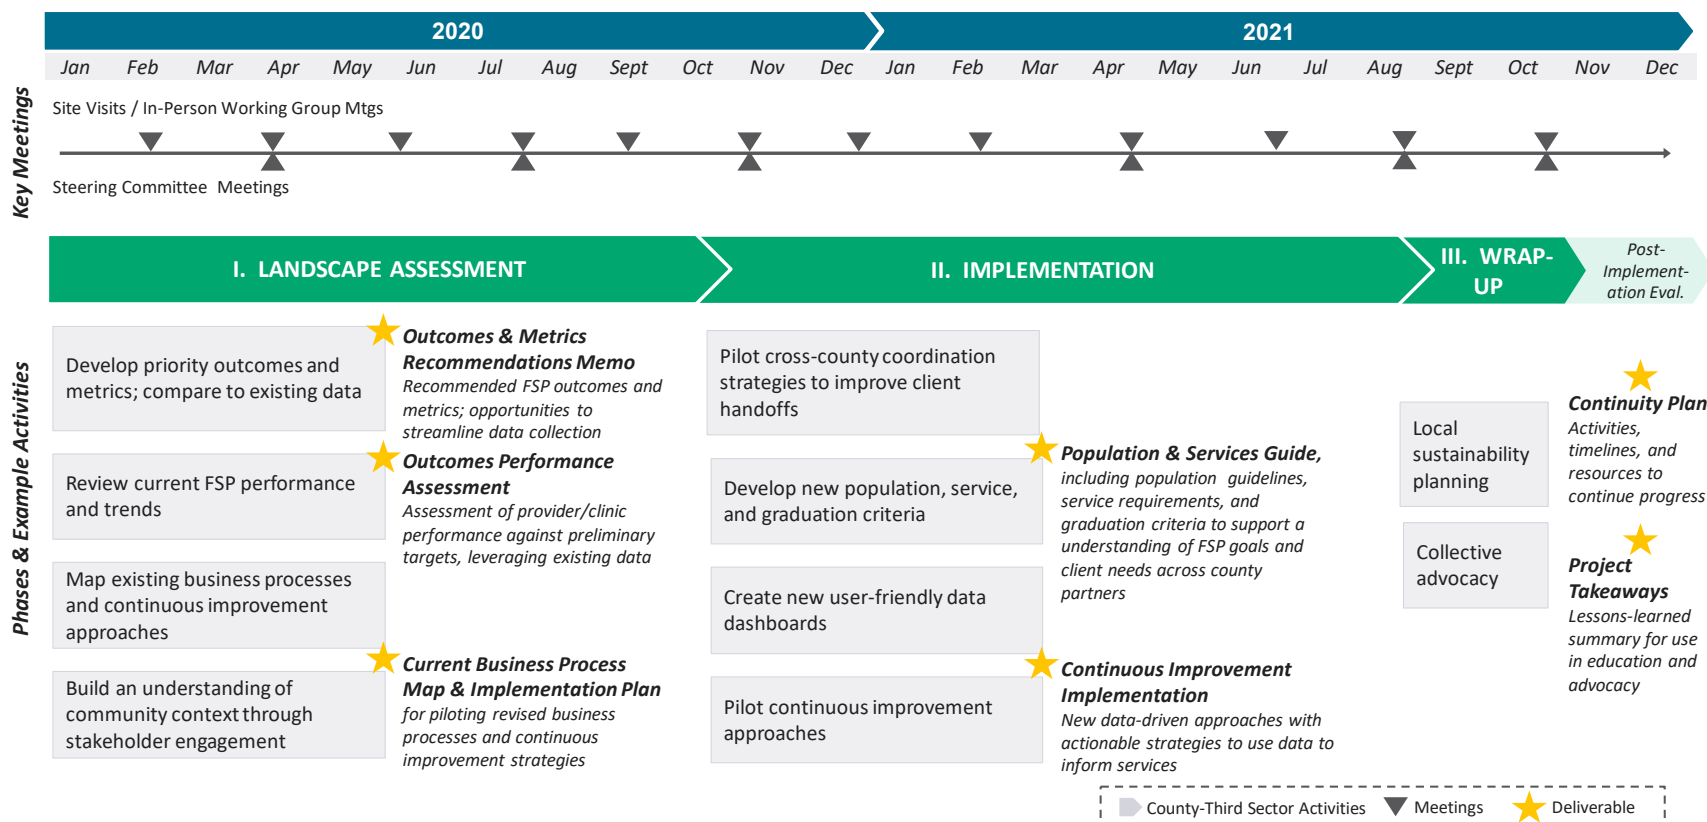 2020
2021
Jan Feb Mar Apr May Jun Jul Aug Sept Oct Nov Dec Jan Feb Mar Apr May Jun Jul Aug Sept Oct Nov Dec
Key Meetings
Site Visits / In-Person Working Group Mtgs
Steering Committee Meetings
I. LANDSCAPE ASSESSMENT
II. IMPLEMENTATION
III. WRAP-
UP
Post-
Implement-
ation Eval.
Phases & Example Activities
Develop priority outcomes and
metrics; compare to existing data
Outcomes & Metrics
Recommendations Memo
Recommended FSP outcomes and
metrics; opportunities to
streamline data collection
Review current FSP performance
and trends
Outcomes Performance
Assessment
Assessment of provider/clinic
performance against preliminary
targets, leveraging existing data
Map existing business processes
and continuous improvement
approaches
Build an understanding of
community context through
stakeholder engagement
Current Business Process
Map & Implementation Plan
for piloting revised business
processes and continuous
improvement strategies
Pilot cross-county coordination
strategies to improve client
handoffs
Develop new population, service,
and graduation criteria
Population & Services Guide,
including population guidelines,
service requirements, and
graduation criteria to support a
understanding of FSP goals and
client needs across county
partners
Create new user-friendly data
dashboards
Pilot continuous improvement
approaches
Continuous Improvement
Implementation
New data-driven approaches with
actionable strategies to use data to
inform services
Local
sustainability
planning
Continuity Plan
Activities,
timelines, and
resources to
continue progress
Collective
advocacy
Project
Takeaways
Lessons-learned
summary for use
in education and
advocacy
County-Third Sector Activities
Meetings
Deliverable